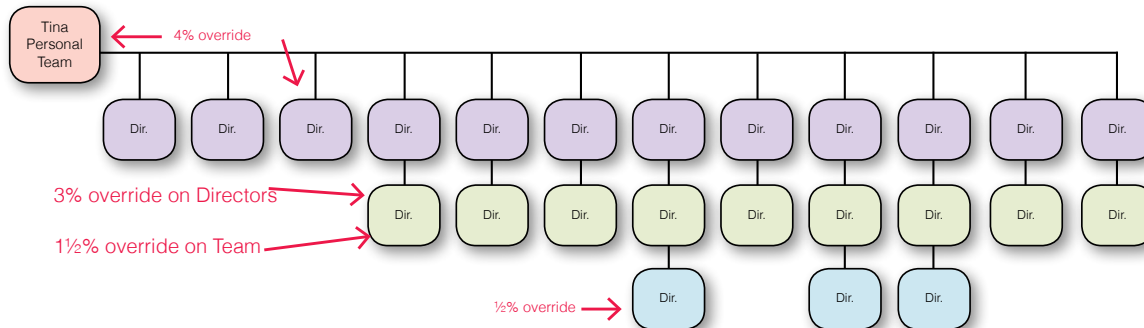 Tina
Personal
Team
4% override
Dir. Dir. Dir. Dir. Dir. Dir. Dir. Dir. Dir. Dir. Dir.
3% override on Directors
Dir. Dir. Dir. Dir. Dir. Dir. Dir. Dir. Dir.
1½% override on Team
½% override
Dir. Dir. Dir.